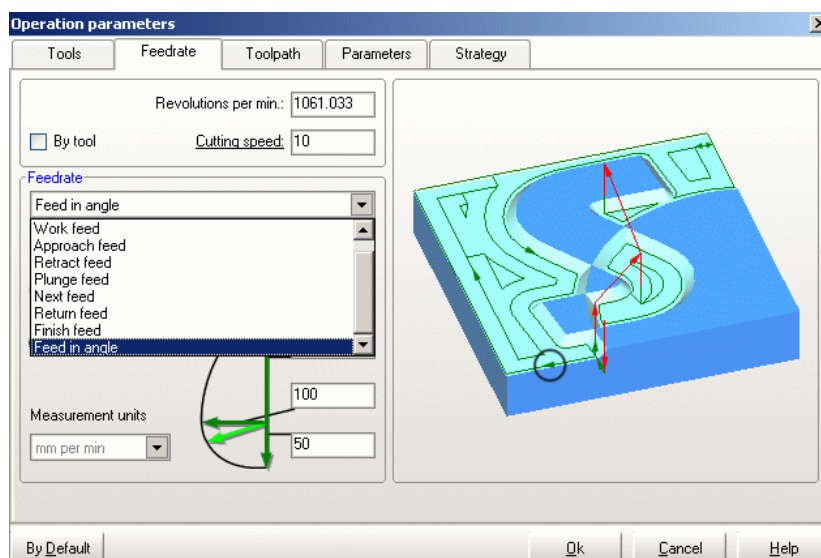 Operation parameters
Tools
Feedrate
Toolpath
Parameters
Strategy
Revolutions per min.: 1061.033
By tool
Cutting speed: 10
Feedrate
Feed in angle
Work feed
Approach feed
Retract feed
Plunge feed
Next feed
Return feed
Finish feed
Feed in angle
100
Measurement units
mm per min
50
By Default
Ok
Cancel
Help